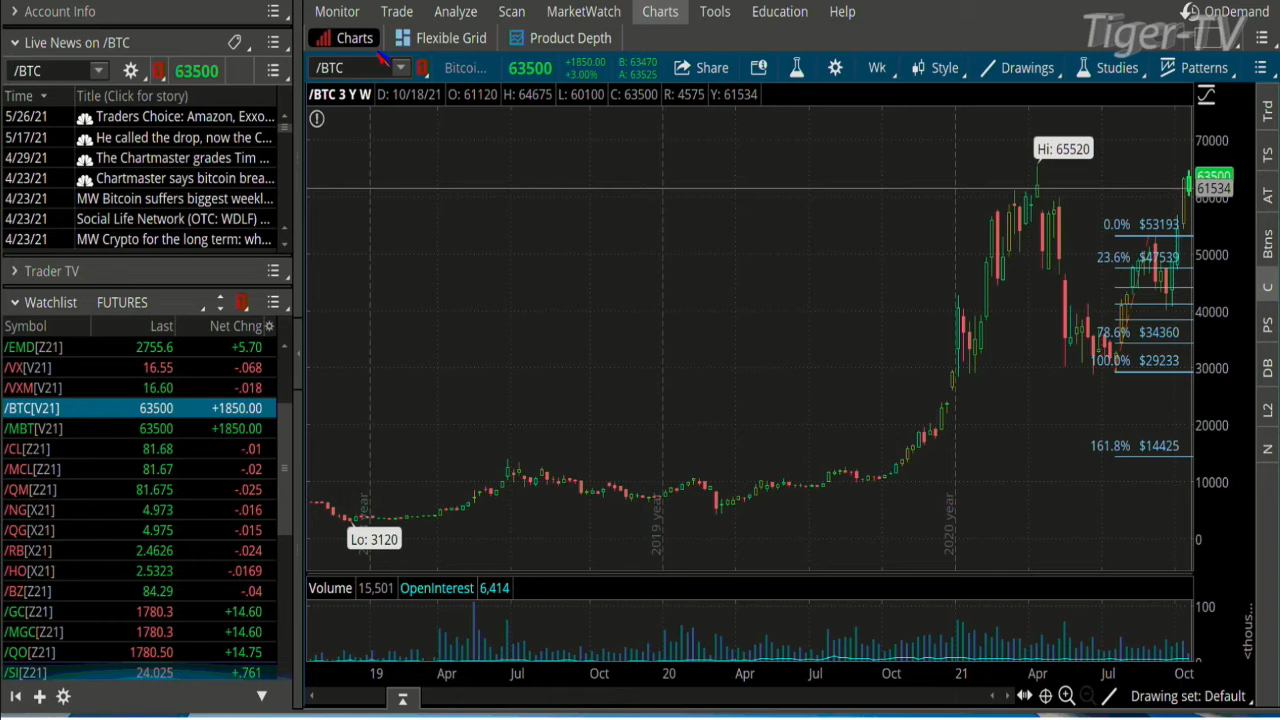 Account Info
Monitor Trade Analyze Scan MarketWatch Charts Tools Education Help
OnDemand
Tiger-TV
Live News on /BTC
Charts Flexible Grid Product Depth
/BTC 63500
/BTC Bitcoi... 63500 +1850.00 +3.00% B: 63470 A: 63525 Share Wk Style Drawings Studies Patterns
Time Title (Click for story)
/BTC 3 Y W D: 10/18/21 O: 61120 H: 64675 L: 60100 C: 63500 R: 4575 Y: 61534
5/26/21 Traders Choice: Amazon, Exxo...
5/17/21 He called the drop, now the C...
4/29/21 The Chartmaster grades Tim ...
4/23/21 Chartmaster says bitcoin brea...
4/23/21 MW Bitcoin suffers biggest weekl...
4/23/21 Social Life Network (OTC: WDLF) ...
4/23/21 MW Crypto for the long term: wh...
Trader TV
Watchlist FUTURES
Symbol Last Net Chng
/EMD[Z21] 2755.6 +5.70
/VX[V21] 16.55 -.068
/VXM[V21] 16.60 -.018
/BTC[V21] 63500 +1850.00
/MBT[V21] 63500 +1850.00
/CL[Z21] 81.68 -.01
/MCL[Z21] 81.67 -.02
/QM[Z21] 81.675 -.025
/NG[X21] 4.973 -.016
/QG[X21] 4.975 -.015
/RB[X21] 2.4626 -.024
/HO[X21] 2.5323 -.0169
/BZ[Z21] 84.29 -.04
/GC[Z21] 1780.3 +14.60
/MGC[Z21] 1780.3 +14.60
/QO[Z21] 1780.50 +14.75
/SI[Z21] 24.025 +.761
Hi: 65520
70000
63500
61534
60000
0.0% $53193
50000
23.6% $47539
40000
78.6% $34360
100.0% $29233
30000
20000
161.8% $14425
10000
0
Lo: 3120
year
2019 year
2020 year
Volume 15,501 OpenInterest 6,414
100
<thous...
19 Apr Jul Oct 20 Apr Jul Oct 21 Apr Jul Oct
Drawing set: Default
Trd
TS
AT
Btns
C
PS
DB
L2
N